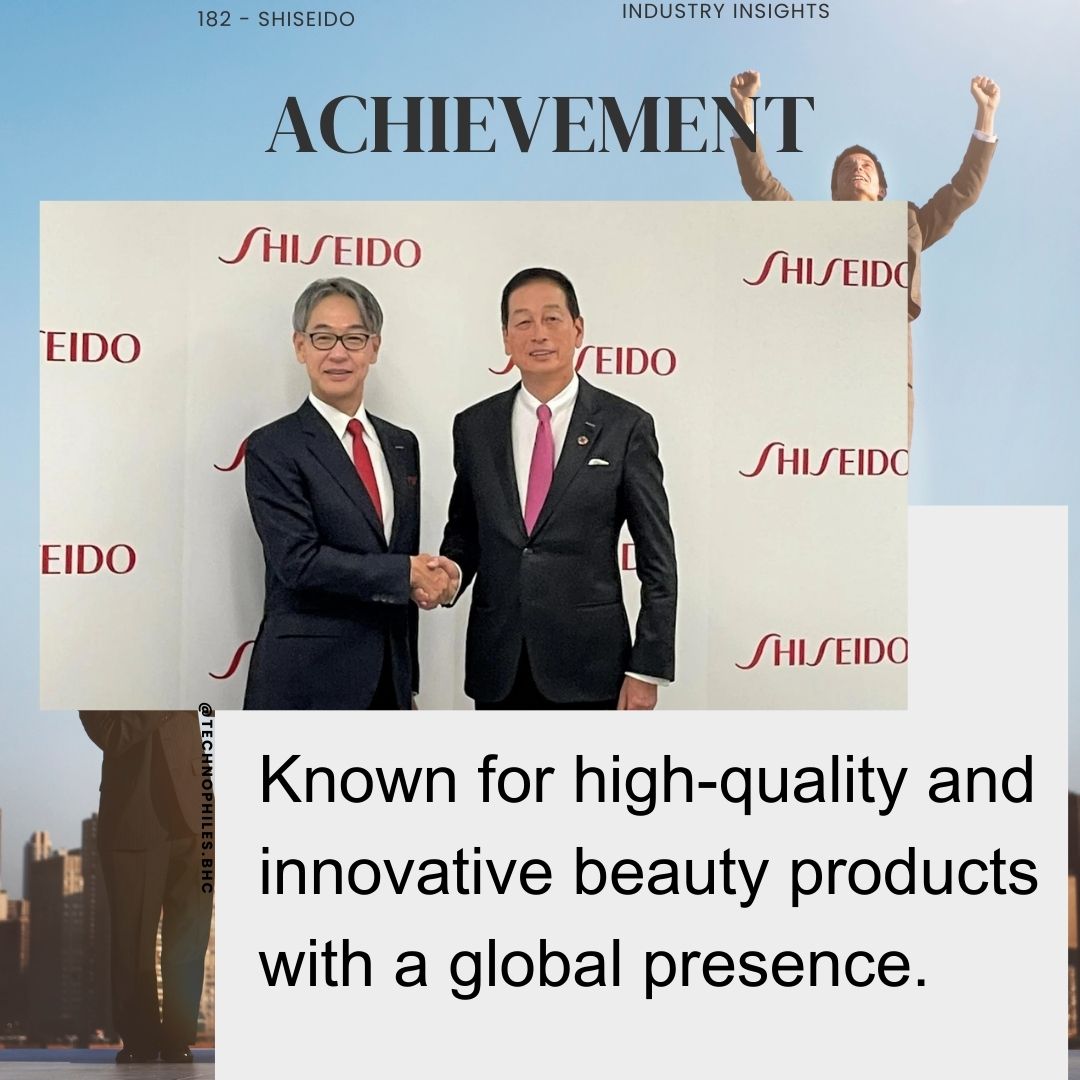 182 - SHISEIDO
INDUSTRY INSIGHTS
ACHIEVEMENT
SHISEIDO
SHISEIDO
EIDO
SEIDO
SHISEIDO
EIDO
SHISEIDO
@TECHNOPHILES.BHC
Known for high-quality and
innovative beauty products
with a global presence.